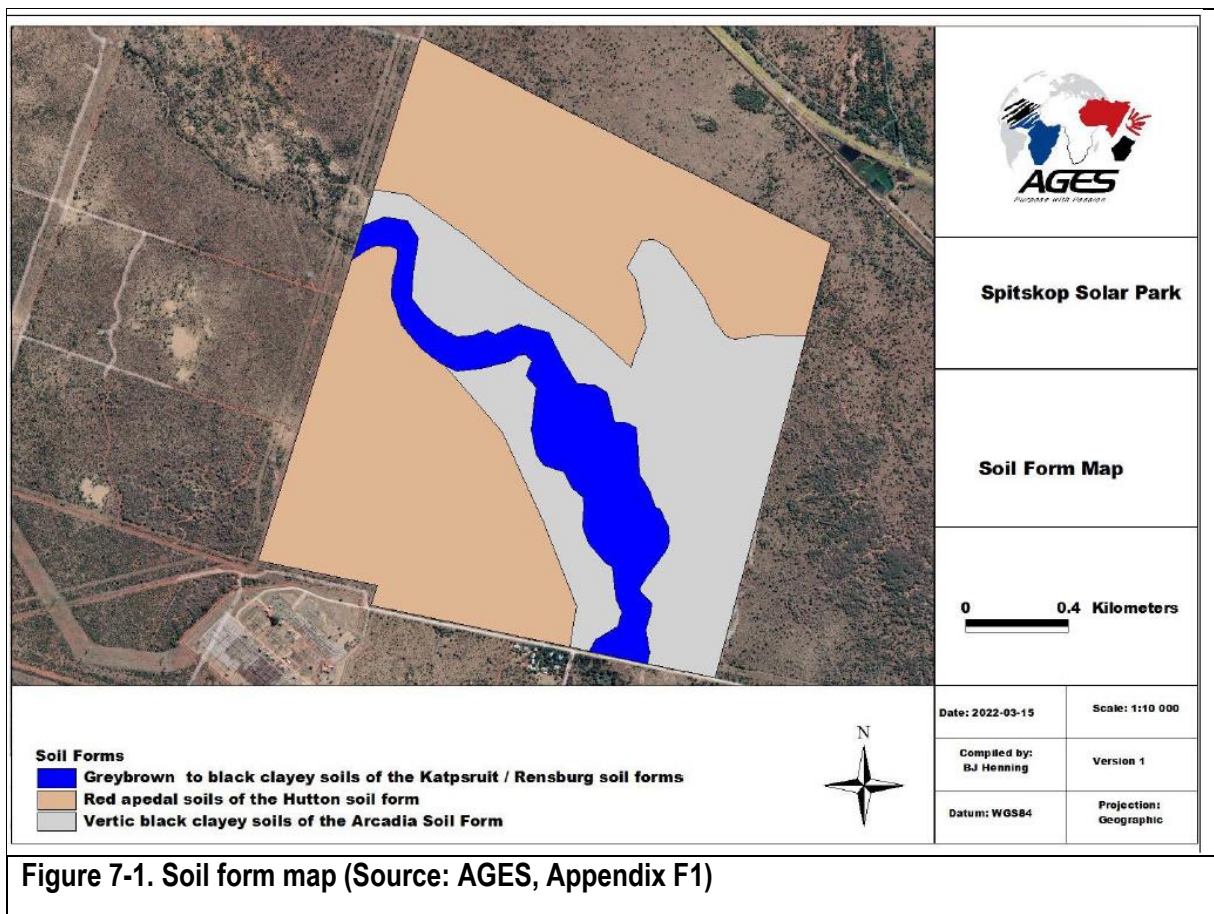 AGES
Purpose with Passion
Spitskop Solar Park
Soil Form Map
0 0.4 Kilometers
Date: 2022-03-15
Scale: 1:10 000
Compiled by:
BJ Henning
Version 1
Datum: WGS84
Projection:
Geographic
N
Soil Forms
Greybrown to black clayey soils of the Katpsruit / Rensburg soil forms
Red apedal soils of the Hutton soil form
Vertic black clayey soils of the Arcadia Soil Form
Figure 7-1. Soil form map (Source: AGES, Appendix F1)